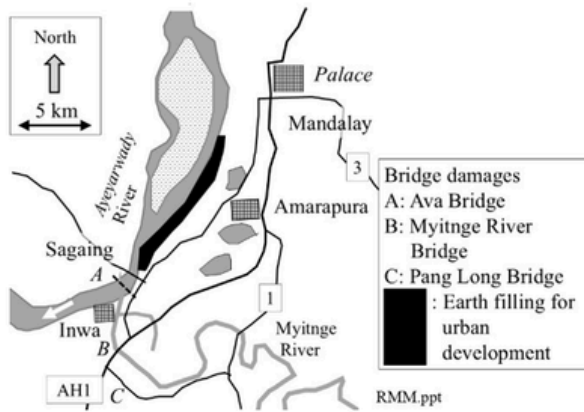 North
5 km
Palace
Mandalay
3
Ayeyarwady
River
Amarapura
Sagaing
A
Inwa
1
B
Myitnge
River
AH1
C
RMM.ppt
Bridge damages
A: Ava Bridge
B: Myitnge River
Bridge
C: Pang Long Bridge
: Earth filling for
urban
development